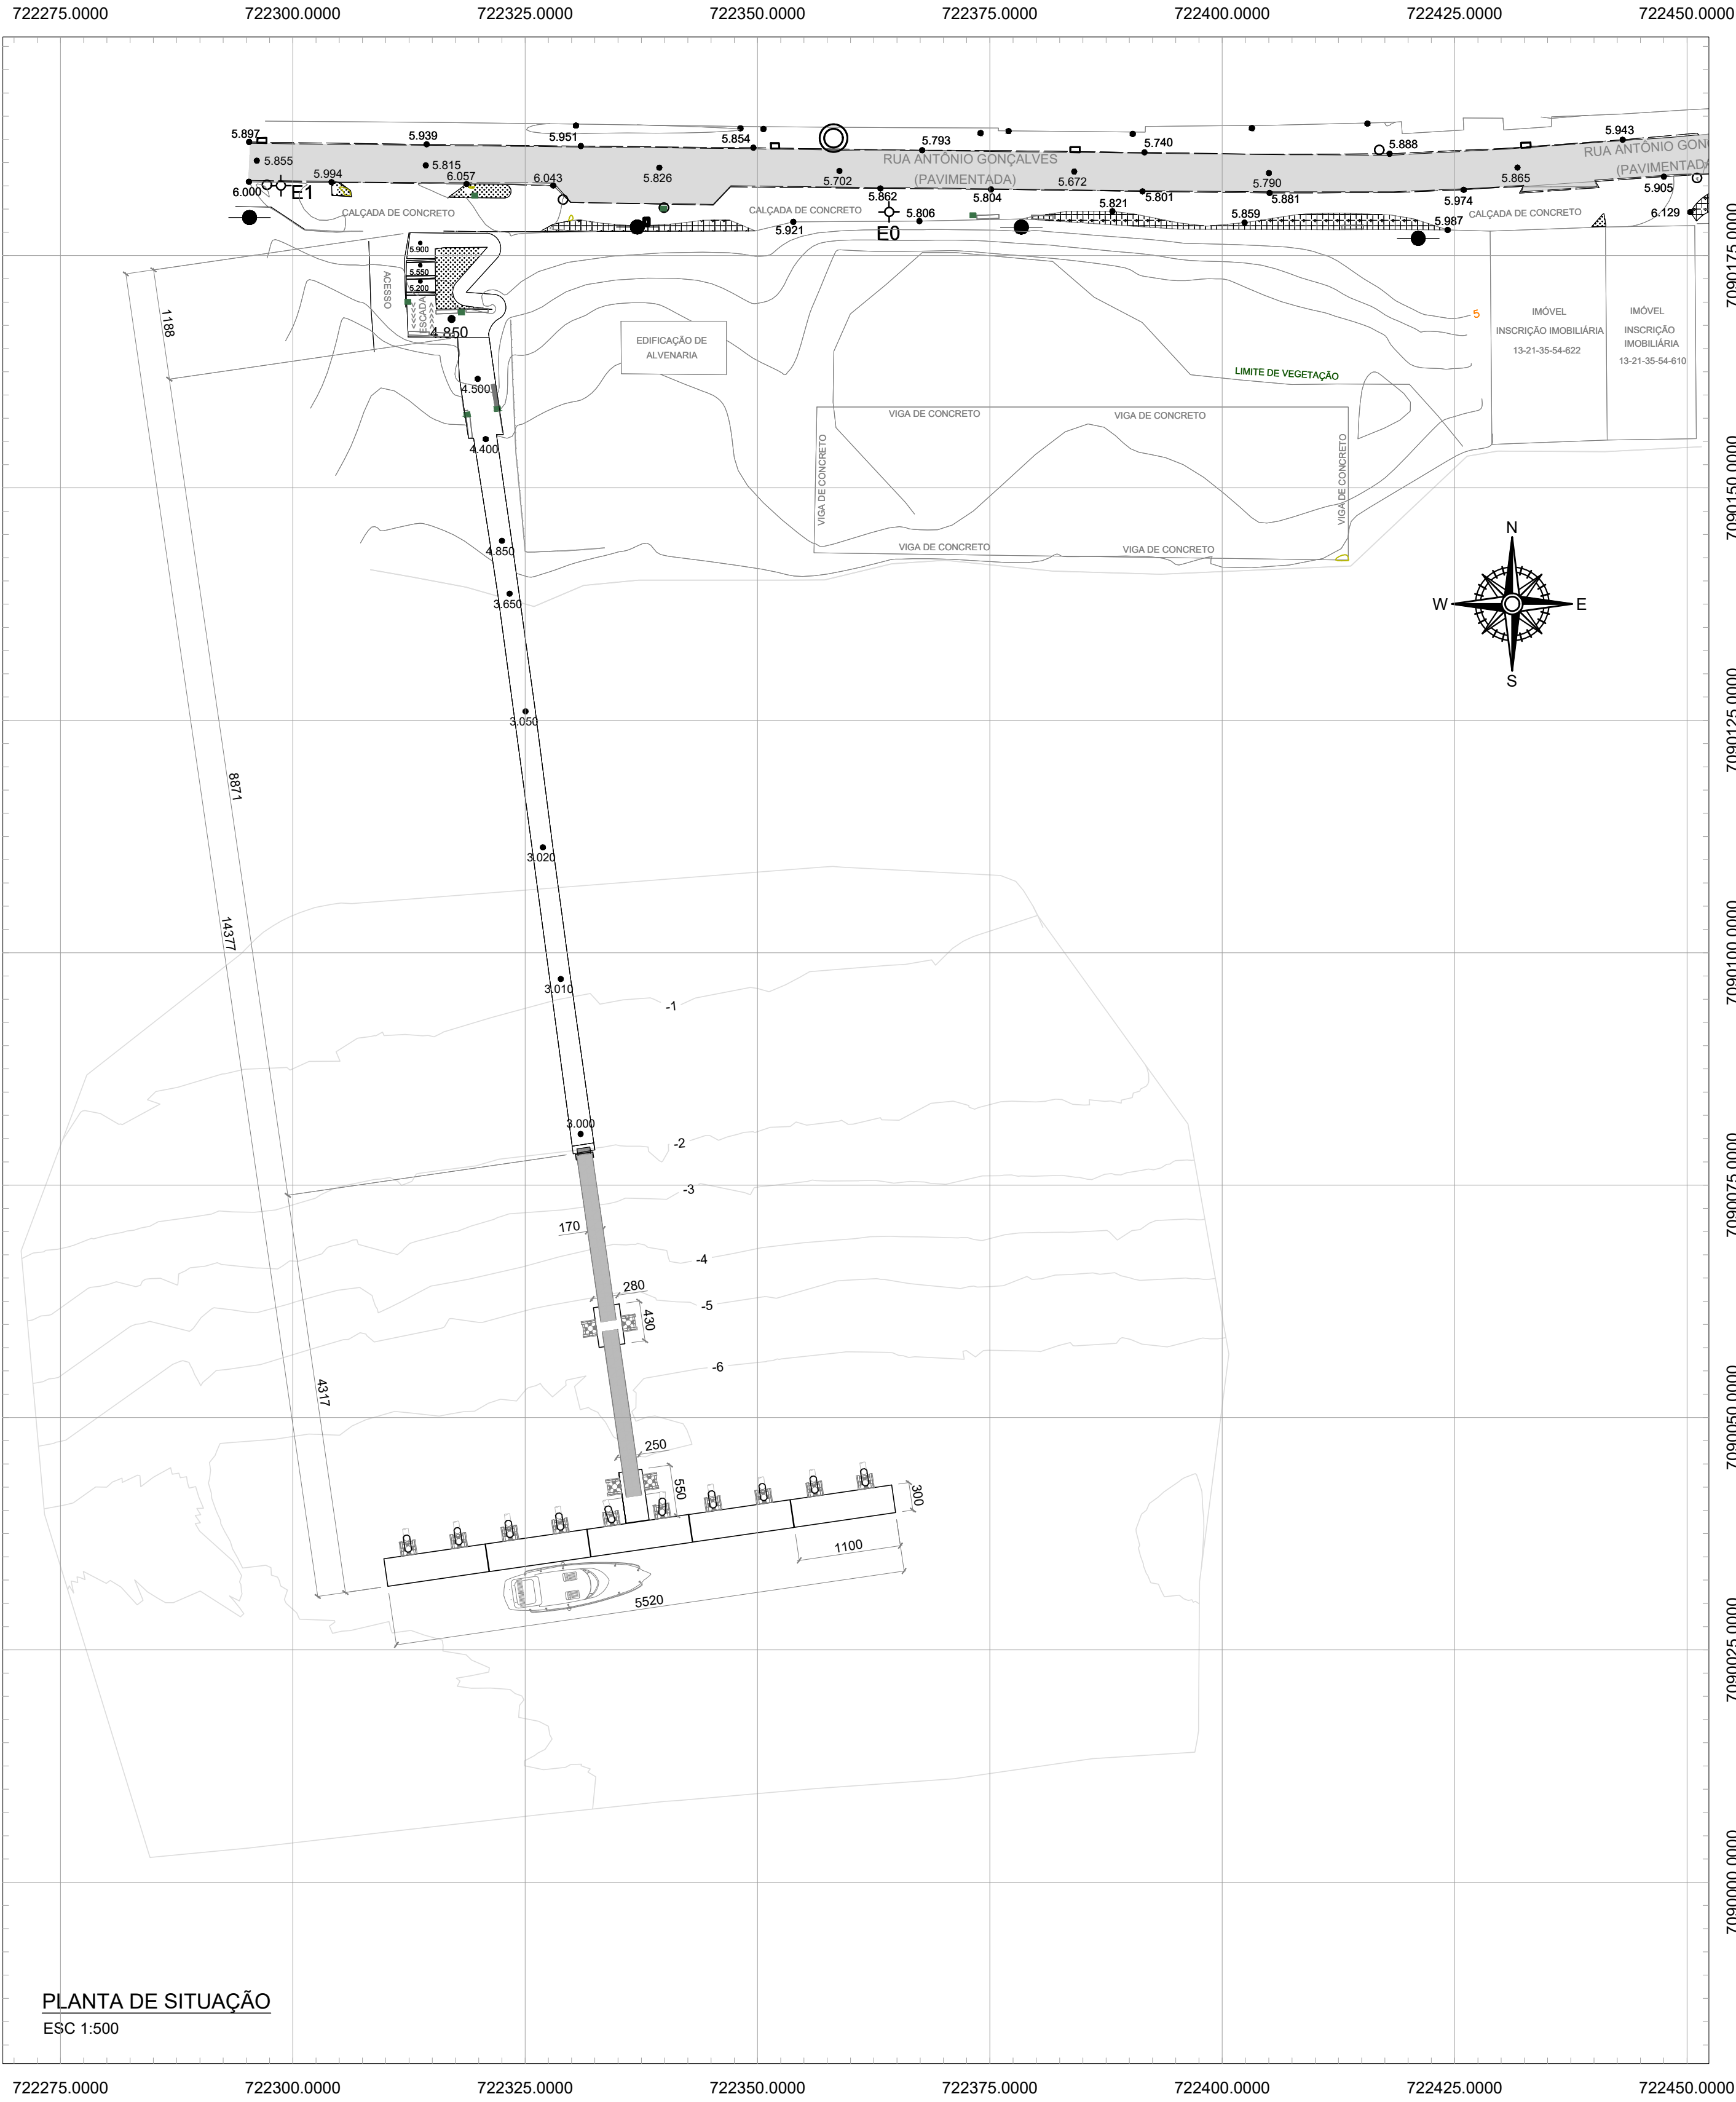 722275.0000 722300.0000 722325.0000 722350.0000 722375.0000 722400.0000 722425.0000 722450.0000
5.897
5.939
5.951
5.854
5.793
5.740
5.888
5.943
5.855
5.815
5.994
6.057
6.043
5.826
5.702
5.862
RUA ANTÔNIO GONÇALVES
(PAVIMENTADA)
5.804
5.672
5.801
5.790
5.881
5.974
5.865
5.905
RUA ANTÔNIO GON
(PAVIMENTADA
6.000
E1
CALÇADA DE CONCRETO
CALÇADA DE CONCRETO
5.921
E0
5.806
5.821
5.859
5.987
CALÇADA DE CONCRETO
6.129
7090175.0000
5.900
5.550
5.200
ACESSO
<<<<
ESCADA
>>>>
4.850
1188
EDIFICAÇÃO DE
ALVENARIA
5
IMÓVEL
INSCRIÇÃO IMOBILIÁRIA
13-21-35-54-622
IMÓVEL
INSCRIÇÃO
IMOBILIÁRIA
13-21-35-54-610
LIMITE DE VEGETAÇÃO
4.500
4.400
VIGA DE CONCRETO
VIGA DE CONCRETO
VIGA DE CONCRETO
VIGA DE CONCRETO
VIGA DE CONCRETO
VIGA DE CONCRETO
7090150.0000
4.850
3.650
N
W
E
S
3.050
7090125.0000
8871
3.020
14377
7090100.0000
3.010
-1
3.000
-2
7090075.0000
-3
170
-4
280
-5
430
-6
4317
7090050.0000
250
550
300
1100
5520
7090025.0000
7090000.0000
PLANTA DE SITUAÇÃO
ESC 1:500
722275.0000 722300.0000 722325.0000 722350.0000 722375.0000 722400.0000 722425.0000 722450.0000